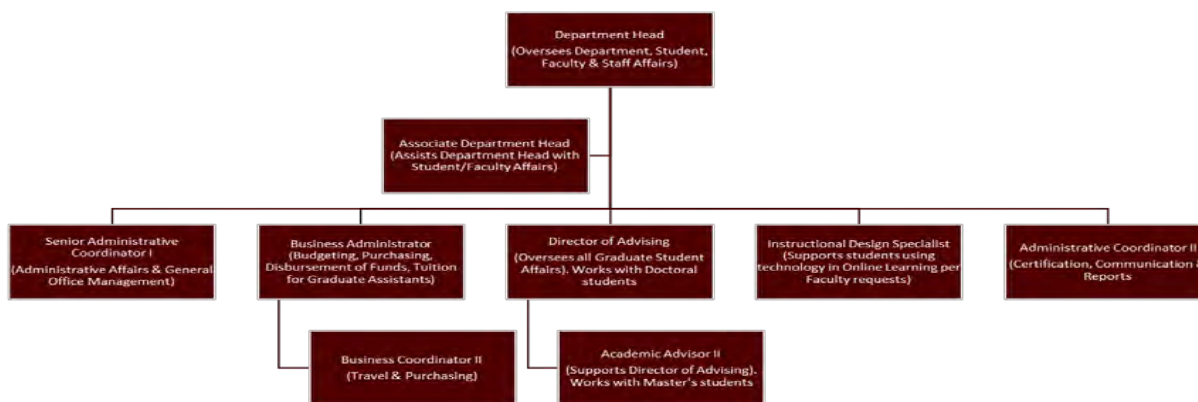 Department Head
(Oversees Department, Student,
Faculty & Staff Affairs)
Associate Department Head
(Assists Department Head with
Student/Faculty Affairs)
Senior Administrative
Coordinator I
(Administrative Affairs & General
Office Management)
Business Administrator
(Budgeting, Purchasing,
Disbursement of Funds, Tuition
for Graduate Assistants)
Director of Advising
(Oversees all Graduate Student
Affairs). Works with Doctoral
students
Instructional Design Specialist
(Supports students using
technology in Online Learning per
Faculty requests)
Administrative Coordinator II
(Certification, Communication &
Reports
Business Coordinator II
(Travel & Purchasing)
Academic Advisor II
(Supports Director of Advising).
Works with Master's students